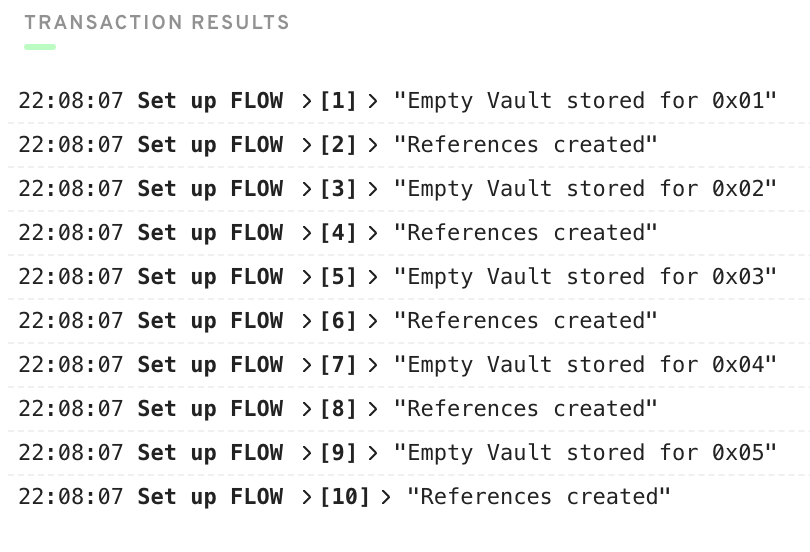 TRANSACTION RESULTS
22:08:07 Set up FLOW >[1]> "Empty Vault stored for 0x01"
22:08:07 Set up FLOW >[2]> "References created"
22:08:07 Set up FLOW >[3]> "Empty Vault stored for 0x02"
22:08:07 Set up FLOW >[4]> "References created"
22:08:07 Set up FLOW >[5]> "Empty Vault stored for 0x03"
22:08:07 Set up FLOW >[6]> "References created"
22:08:07 Set up FLOW >[7]> "Empty Vault stored for 0x04"
22:08:07 Set up FLOW >[8]> "References created"
22:08:07 Set up FLOW >[9]> "Empty Vault stored for 0x05"
22:08:07 Set up FLOW >[10]> "References created"